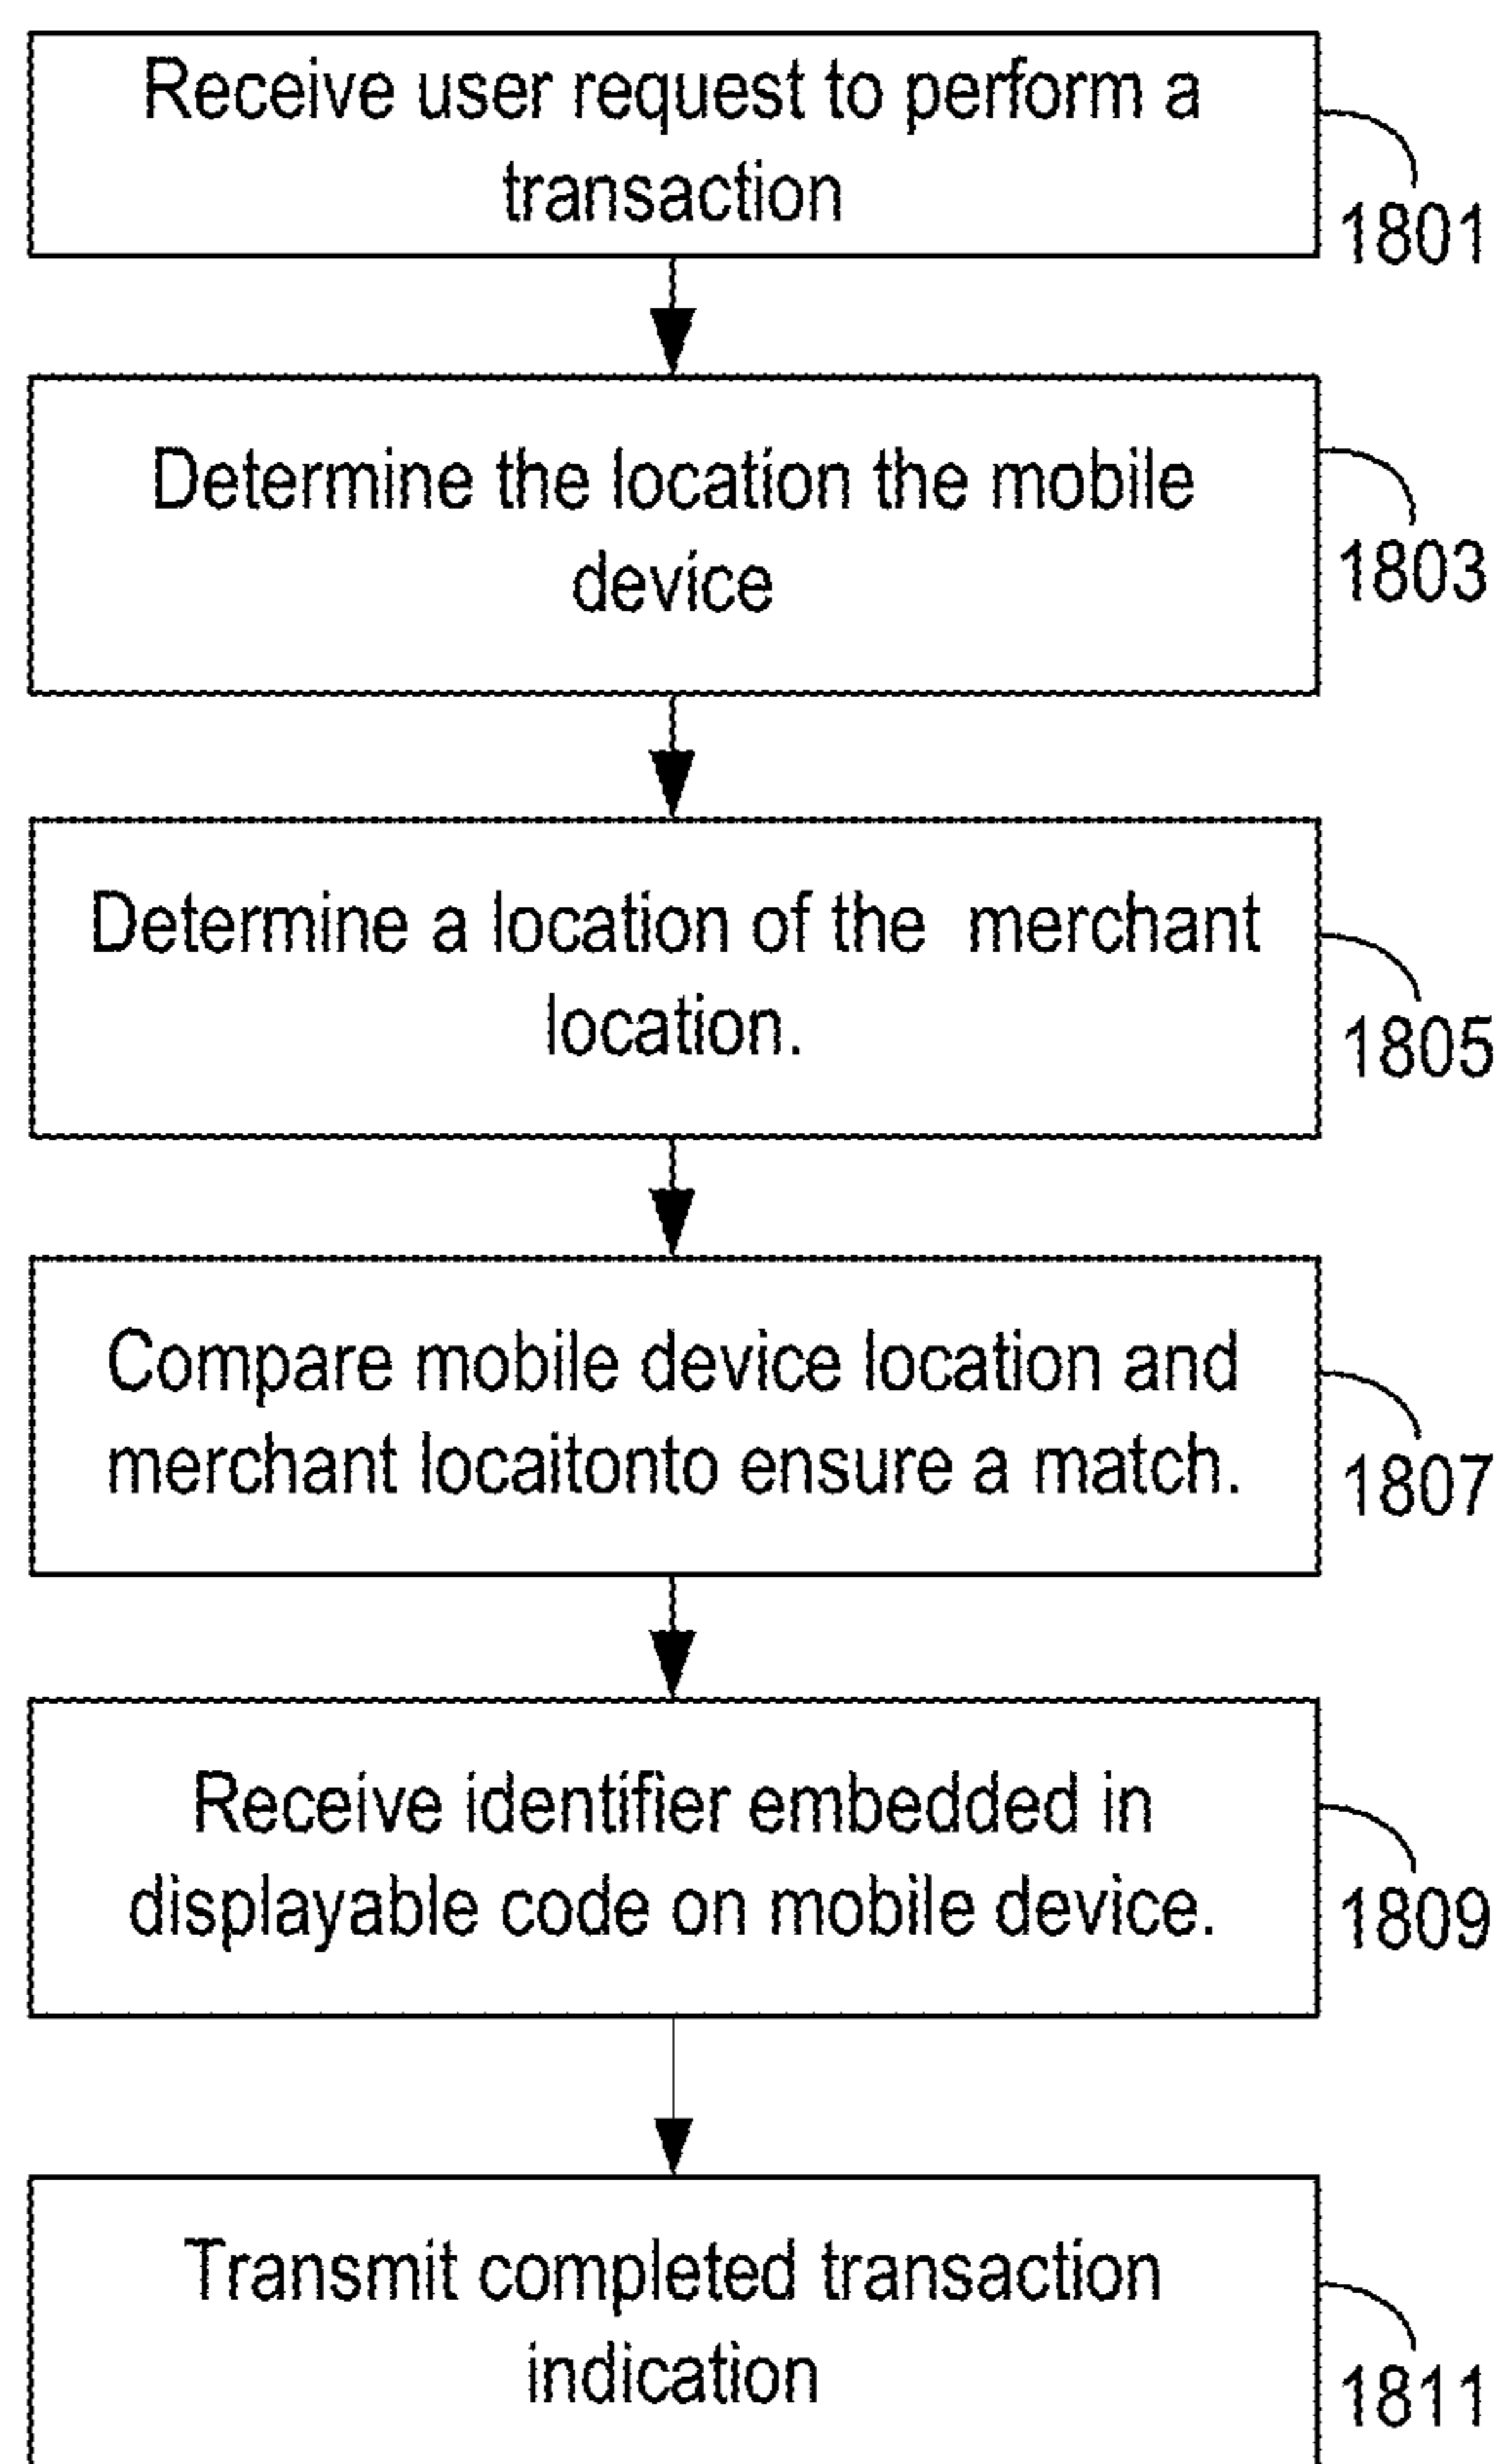 Receive user request to perform a
transaction
1801
Determine the location the mobile
device
1803
Determine a location of the  merchant
location.
1805
Compare mobile device location and
merchant locaitonto ensure a match.
1807
Receive identifier embedded in
displayable code on mobile device.
1809
Transmit completed transaction
indication
1811